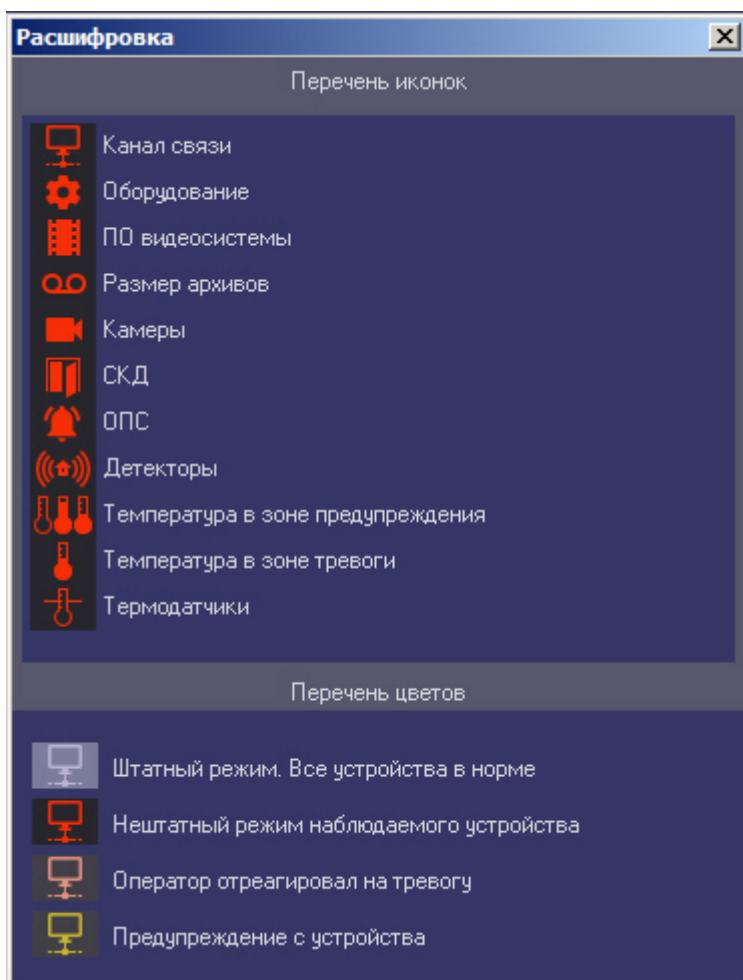 Расшифровка
Перечень иконок
Канал связи
Оборудование
ПО видеосистемы
Размер архивов
Камеры
СКД
ОПС
Детекторы
Температура в зоне предупреждения
Температура в зоне тревоги
Термодатчики
Перечень цветов
Штатный режим. Все устройства в норме
Нештатный режим наблюдаемого устройства
Оператор отреагировал на тревогу
Предупреждение с устройства